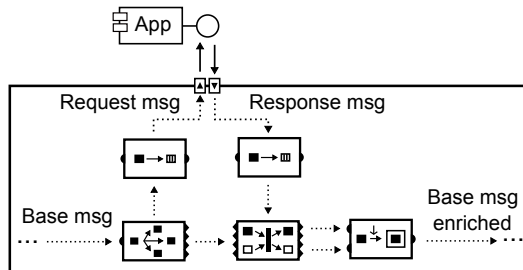 App
Request msg
Response msg
Base msg
Base msg
enriched